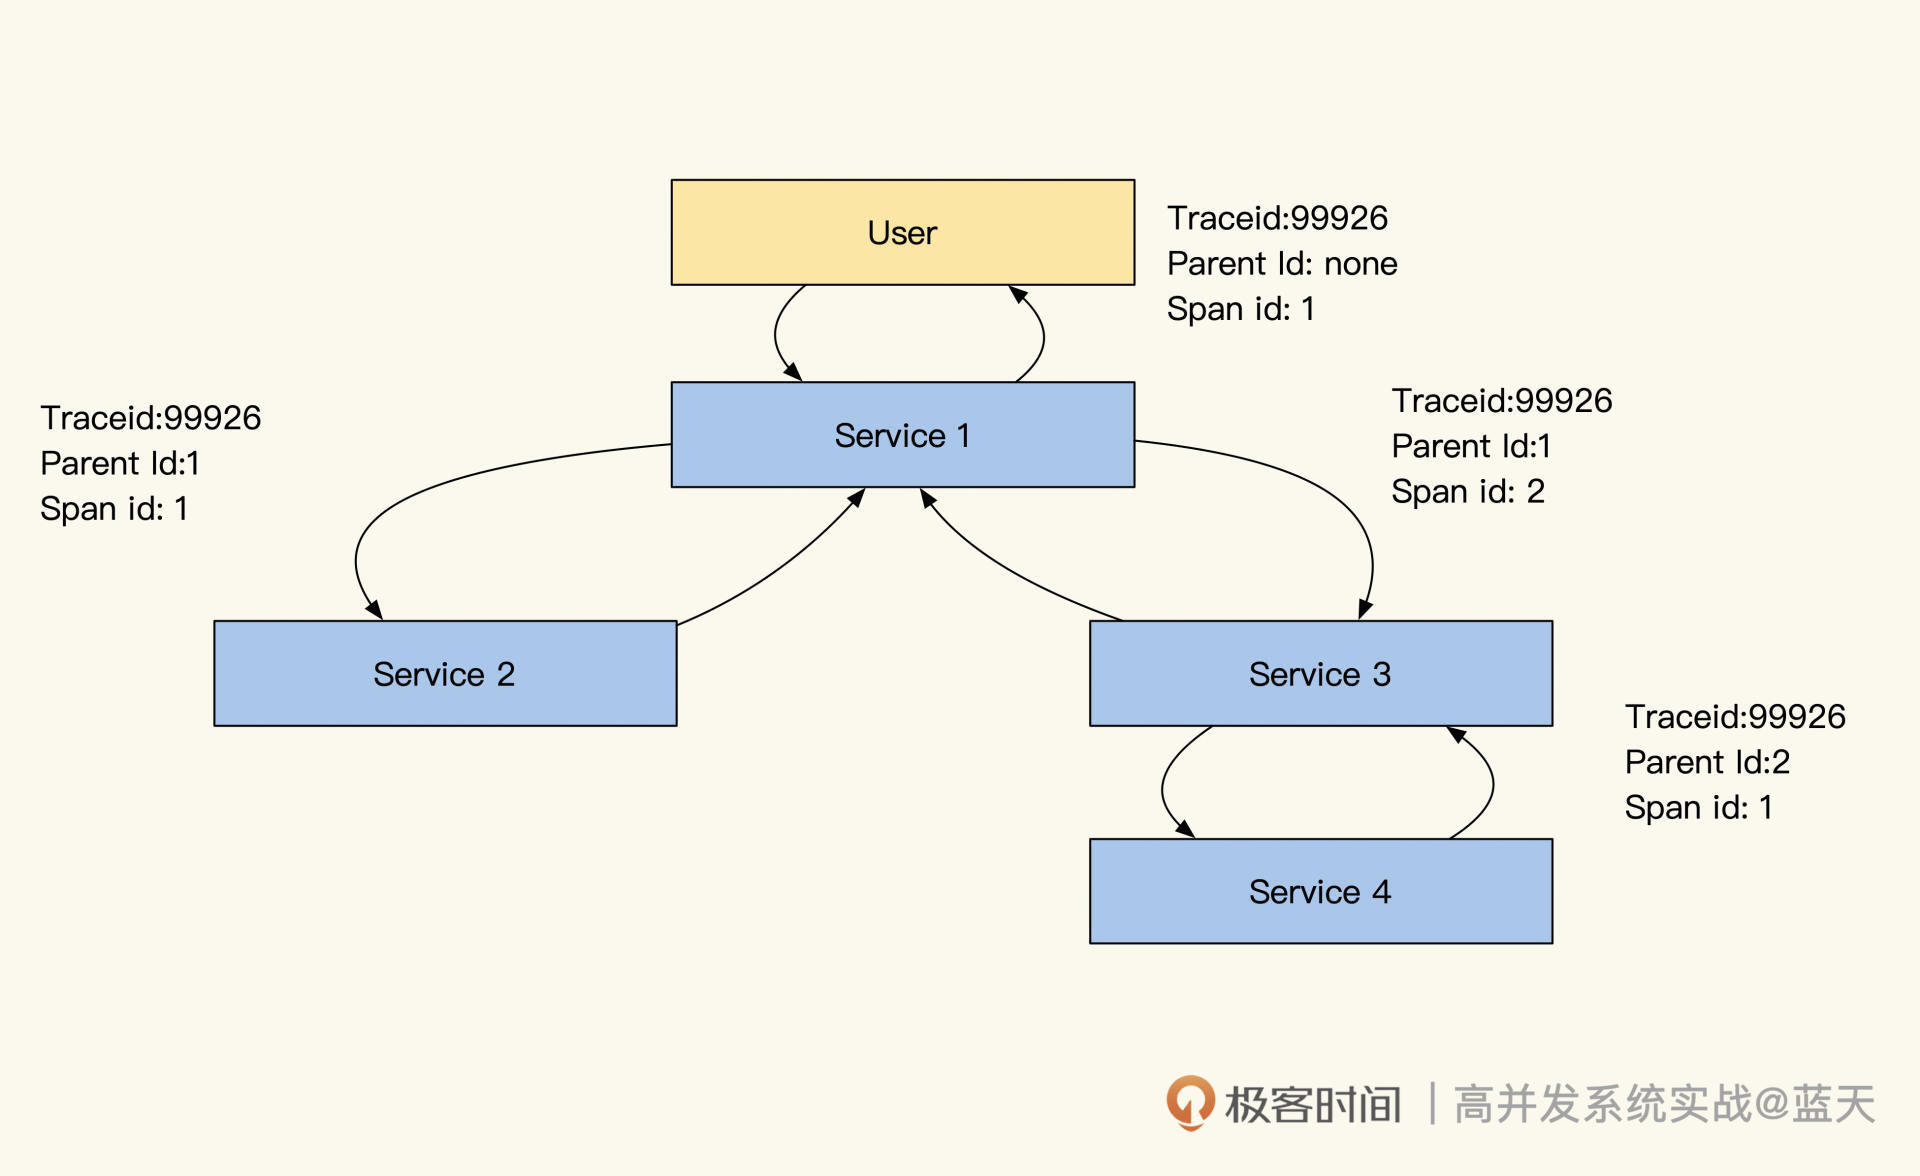 User
Traceid:99926
Parent Id: none
Span id: 1
Service 1
Traceid:99926
Parent Id:1
Span id: 1
Traceid:99926
Parent Id:1
Span id: 2
Service 2
Service 3
Traceid:99926
Parent Id:2
Span id: 1
Service 4
极客时间 | 高并发系统实战@蓝天